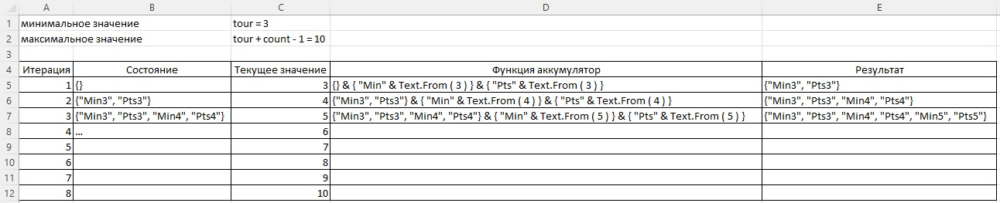 A B C D E
1 минимальное значение tour = 3
2 максимальное значение tour + count - 1 = 10
3
4 Итерация Состояние Текущее значение Функция аккумулятор Результат
5 1 {} 3 {} & { "Min" & Text.From ( 3 ) } & { "Pts" & Text.From ( 3 ) } {"Min3", "Pts3"}
6 2 {"Min3", "Pts3"} 4 {"Min3", "Pts3"} & { "Min" & Text.From ( 4 ) } & { "Pts" & Text.From ( 4 ) } {"Min3", "Pts3", "Min4", "Pts4"}
7 3 {"Min3", "Pts3", "Min4", "Pts4"} 5 {"Min3", "Pts3", "Min4", "Pts4"} & { "Min" & Text.From ( 5 ) } & { "Pts" & Text.From ( 5 ) } {"Min3", "Pts3", "Min4", "Pts4", "Min5", "Pts5"}
8 4 ... 6
9 5 7
10 6 8
11 7 9
12 8 10